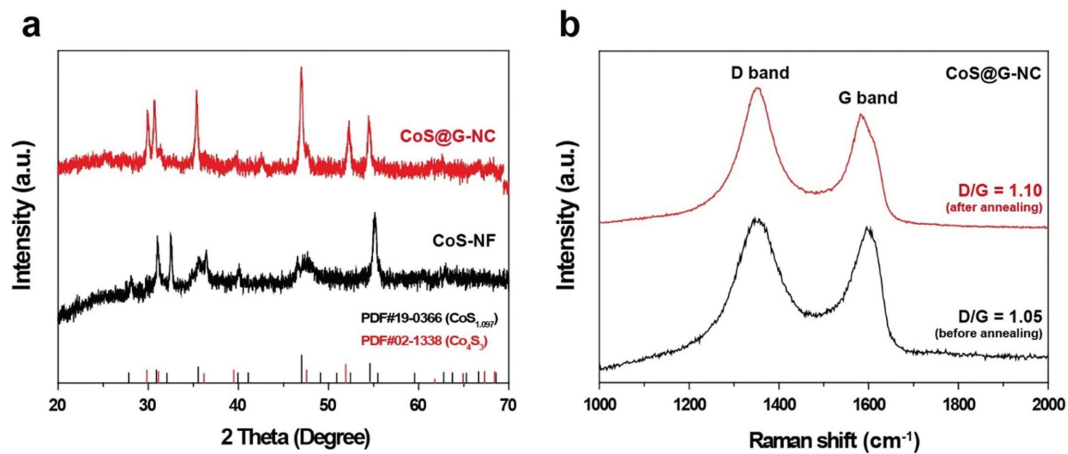 a
CoS@G-NC
CoS-NF
PDF#19-0366 (CoS1.097)
PDF#02-1338 (Co4S3)
Intensity (a.u.)
20 30 40 50 60 70
2 Theta (Degree)
b
D band
G band
CoS@G-NC
D/G = 1.10
(after annealing)
D/G = 1.05
(before annealing)
Intensity (a.u.)
1000 1200 1400 1600 1800 2000
Raman shift (cm-1)